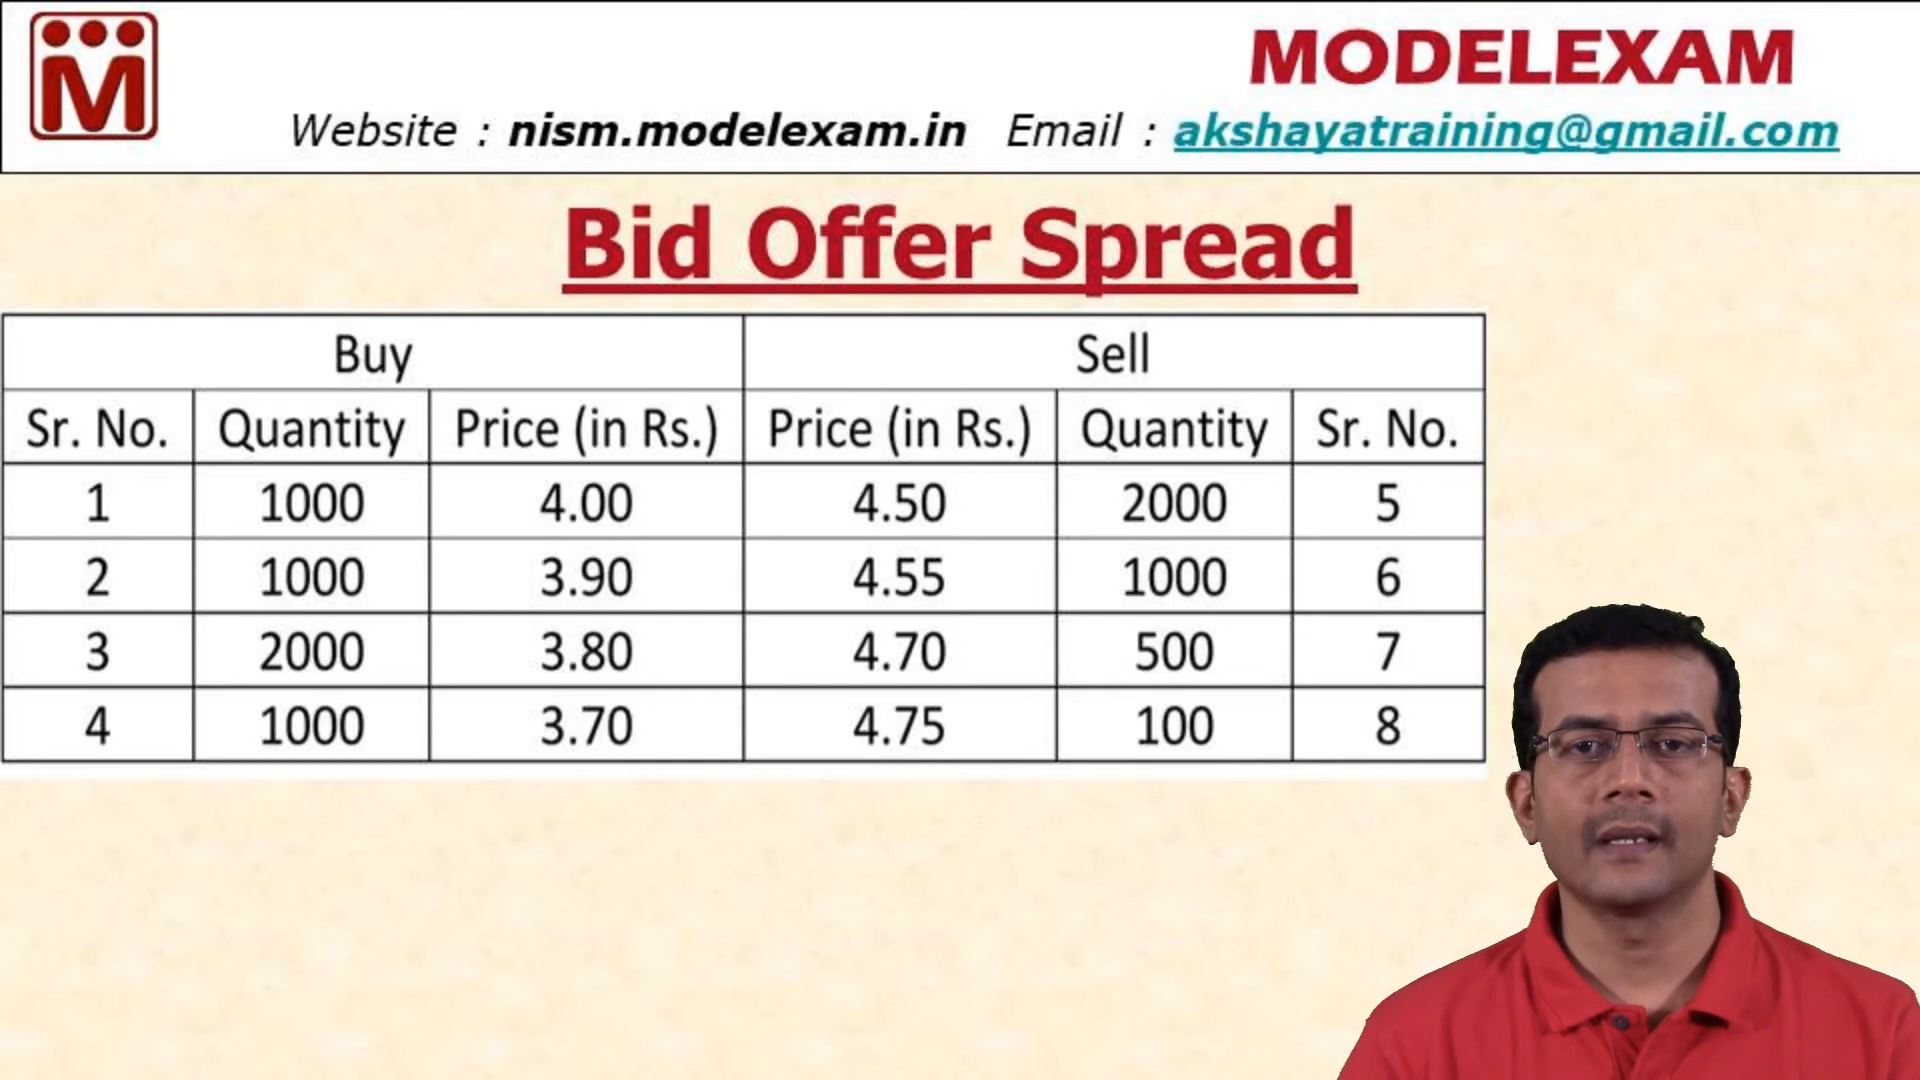 M
MODELEXAM
Website : nism.modelexam.in Email : akshayatraining@gmail.com
Bid Offer Spread
Buy Sell
Sr. No. Quantity Price (in Rs.) Price (in Rs.) Quantity Sr. No.
1 1000 4.00 4.50 2000 5
2 1000 3.90 4.55 1000 6
3 2000 3.80 4.70 500 7
4 1000 3.70 4.75 100 8